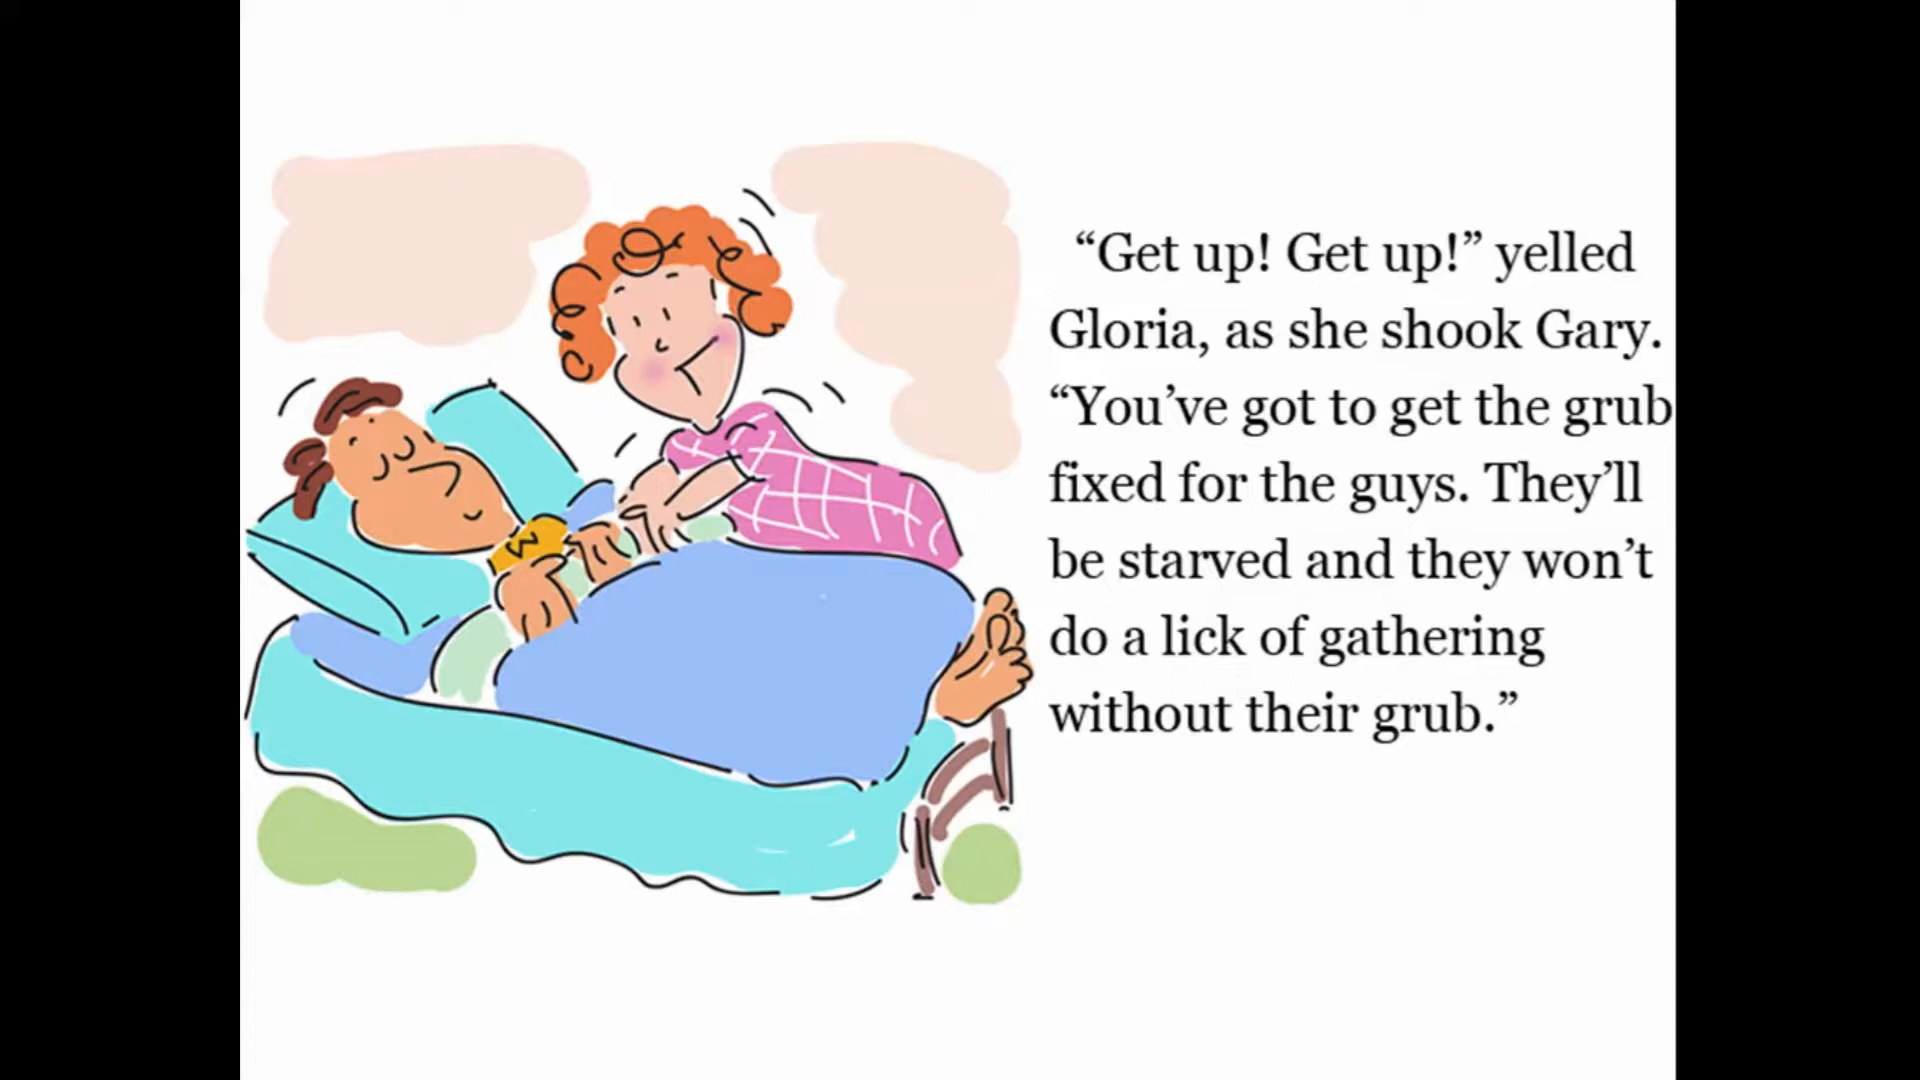 “Get up! Get up!” yelled
Gloria, as she shook Gary.
“You’ve got to get the grub
fixed for the guys. They’ll
be starved and they won’t
do a lick of gathering
without their grub.”